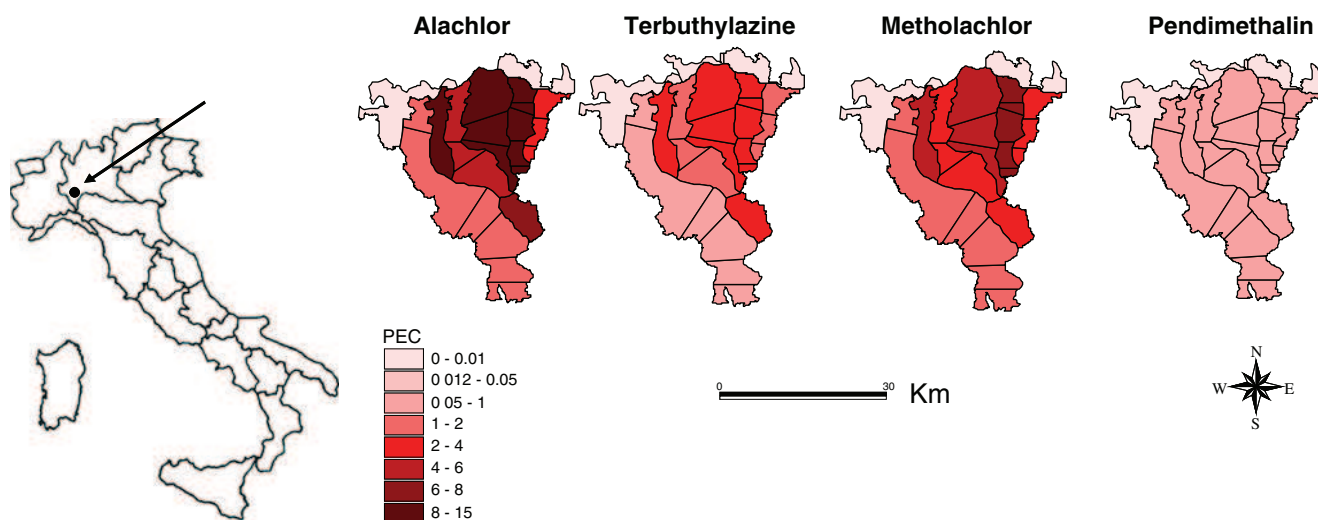 Alachlor
Terbuthylazine
Metholachlor
Pendimethalin
PEC
0 - 0.01
0 012 - 0.05
0 05 - 1
1 - 2
2 - 4
4 - 6
6 - 8
8 - 15
0 30
Km
N
W E
S